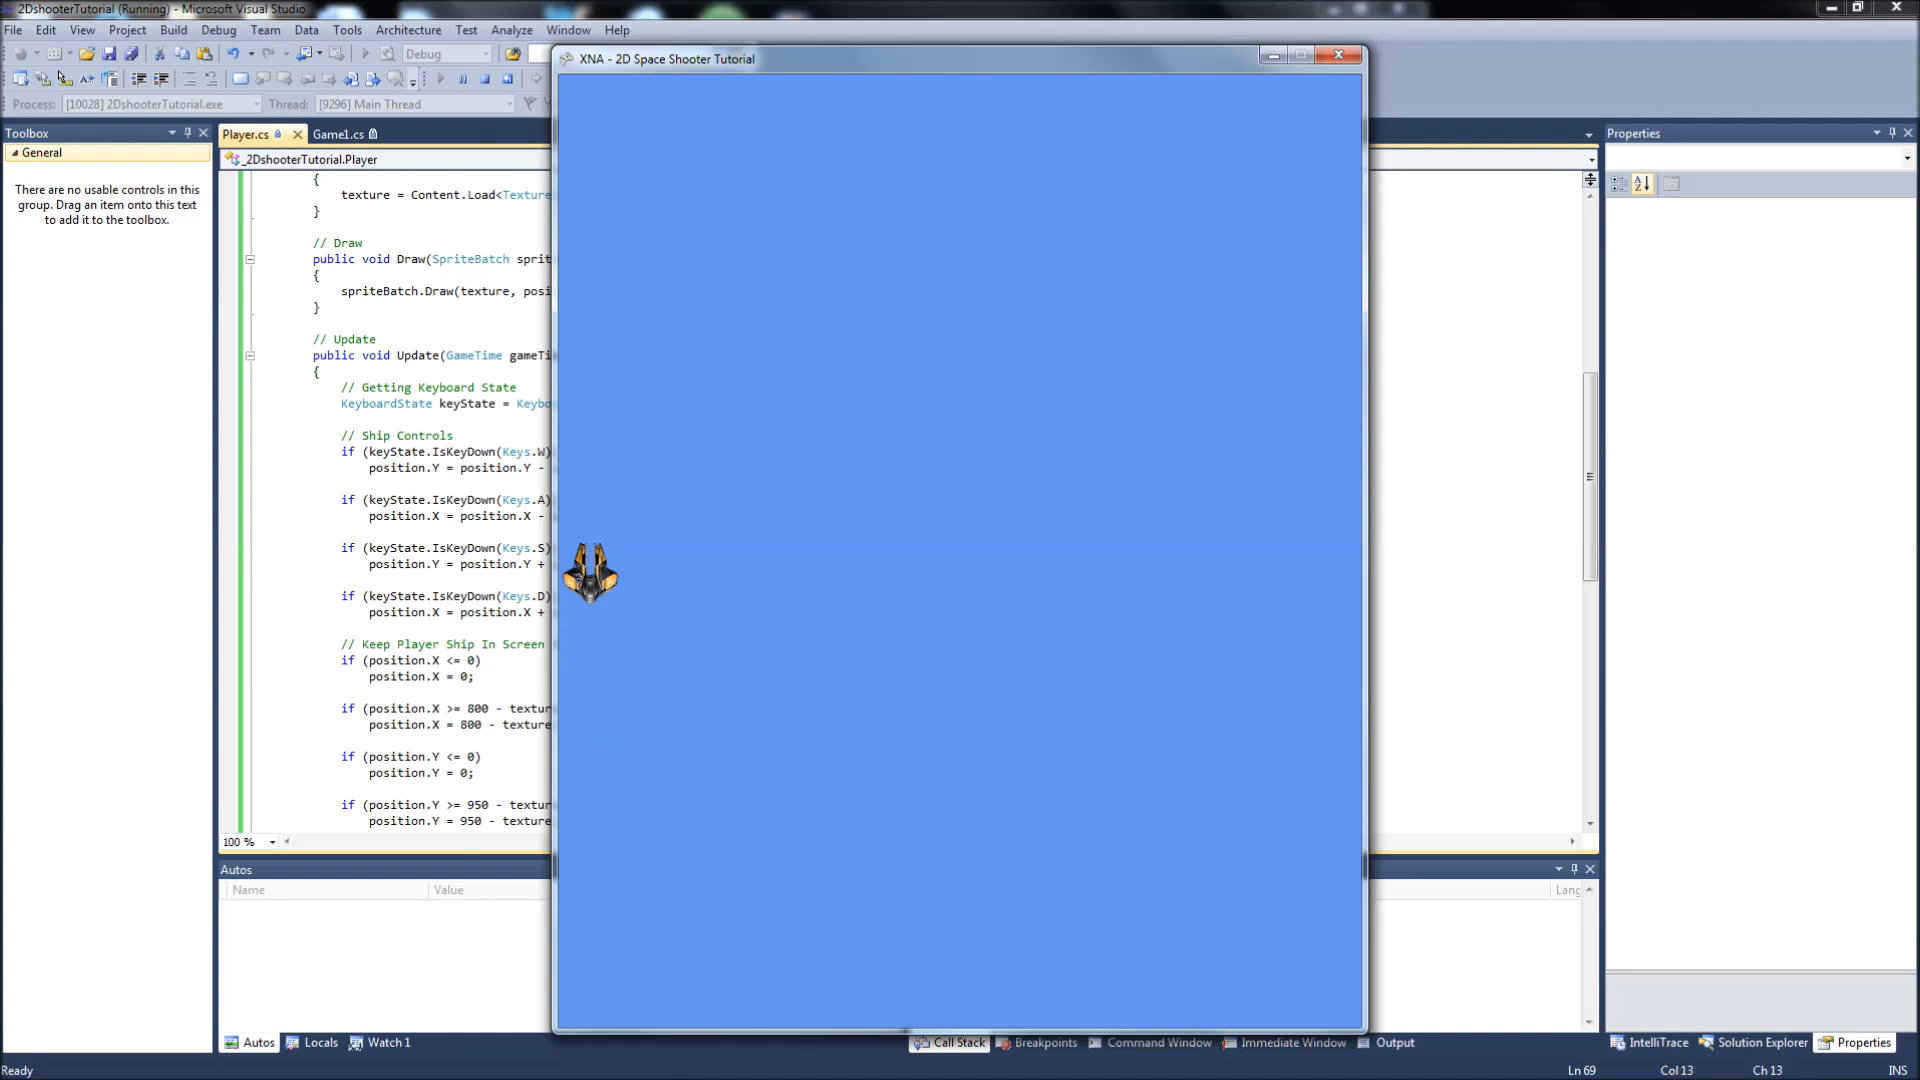 2DshooterTutorial (Running) - Microsoft Visual Studio
File Edit View Project Build Debug Team Data Tools Architecture Test Analyze Window Help
Debug
XNA - 2D Space Shooter Tutorial
Process: [10028] 2DshooterTutorial.exe Thread: [9296] Main Thread
Toolbox
Player.cs Game1.cs
Properties
General
_2DshooterTutorial.Player
There are no usable controls in this
group. Drag an item onto this text
to add it to the toolbox.
{
texture = Content.Load<Texture
}
// Draw
public void Draw(SpriteBatch sprit
{
spriteBatch.Draw(texture, posi
}
// Update
public void Update(GameTime gameTi
{
// Getting Keyboard State
KeyboardState keyState = Keybo
// Ship Controls
if (keyState.IsKeyDown(Keys.W)
position.Y = position.Y -
if (keyState.IsKeyDown(Keys.A)
position.X = position.X -
if (keyState.IsKeyDown(Keys.S)
position.Y = position.Y +
if (keyState.IsKeyDown(Keys.D)
position.X = position.X +
// Keep Player Ship In Screen
if (position.X <= 0)
position.X = 0;
if (position.X >= 800 - textur
position.X = 800 - texture
if (position.Y <= 0)
position.Y = 0;
if (position.Y >= 950 - textur
position.Y = 950 - texture
100 %
Autos
Name Value Lang
Autos Locals Watch 1 Call Stack Breakpoints Command Window Immediate Window Output IntelliTrace Solution Explorer Properties
Ready Ln 69 Col 13 Ch 13 INS